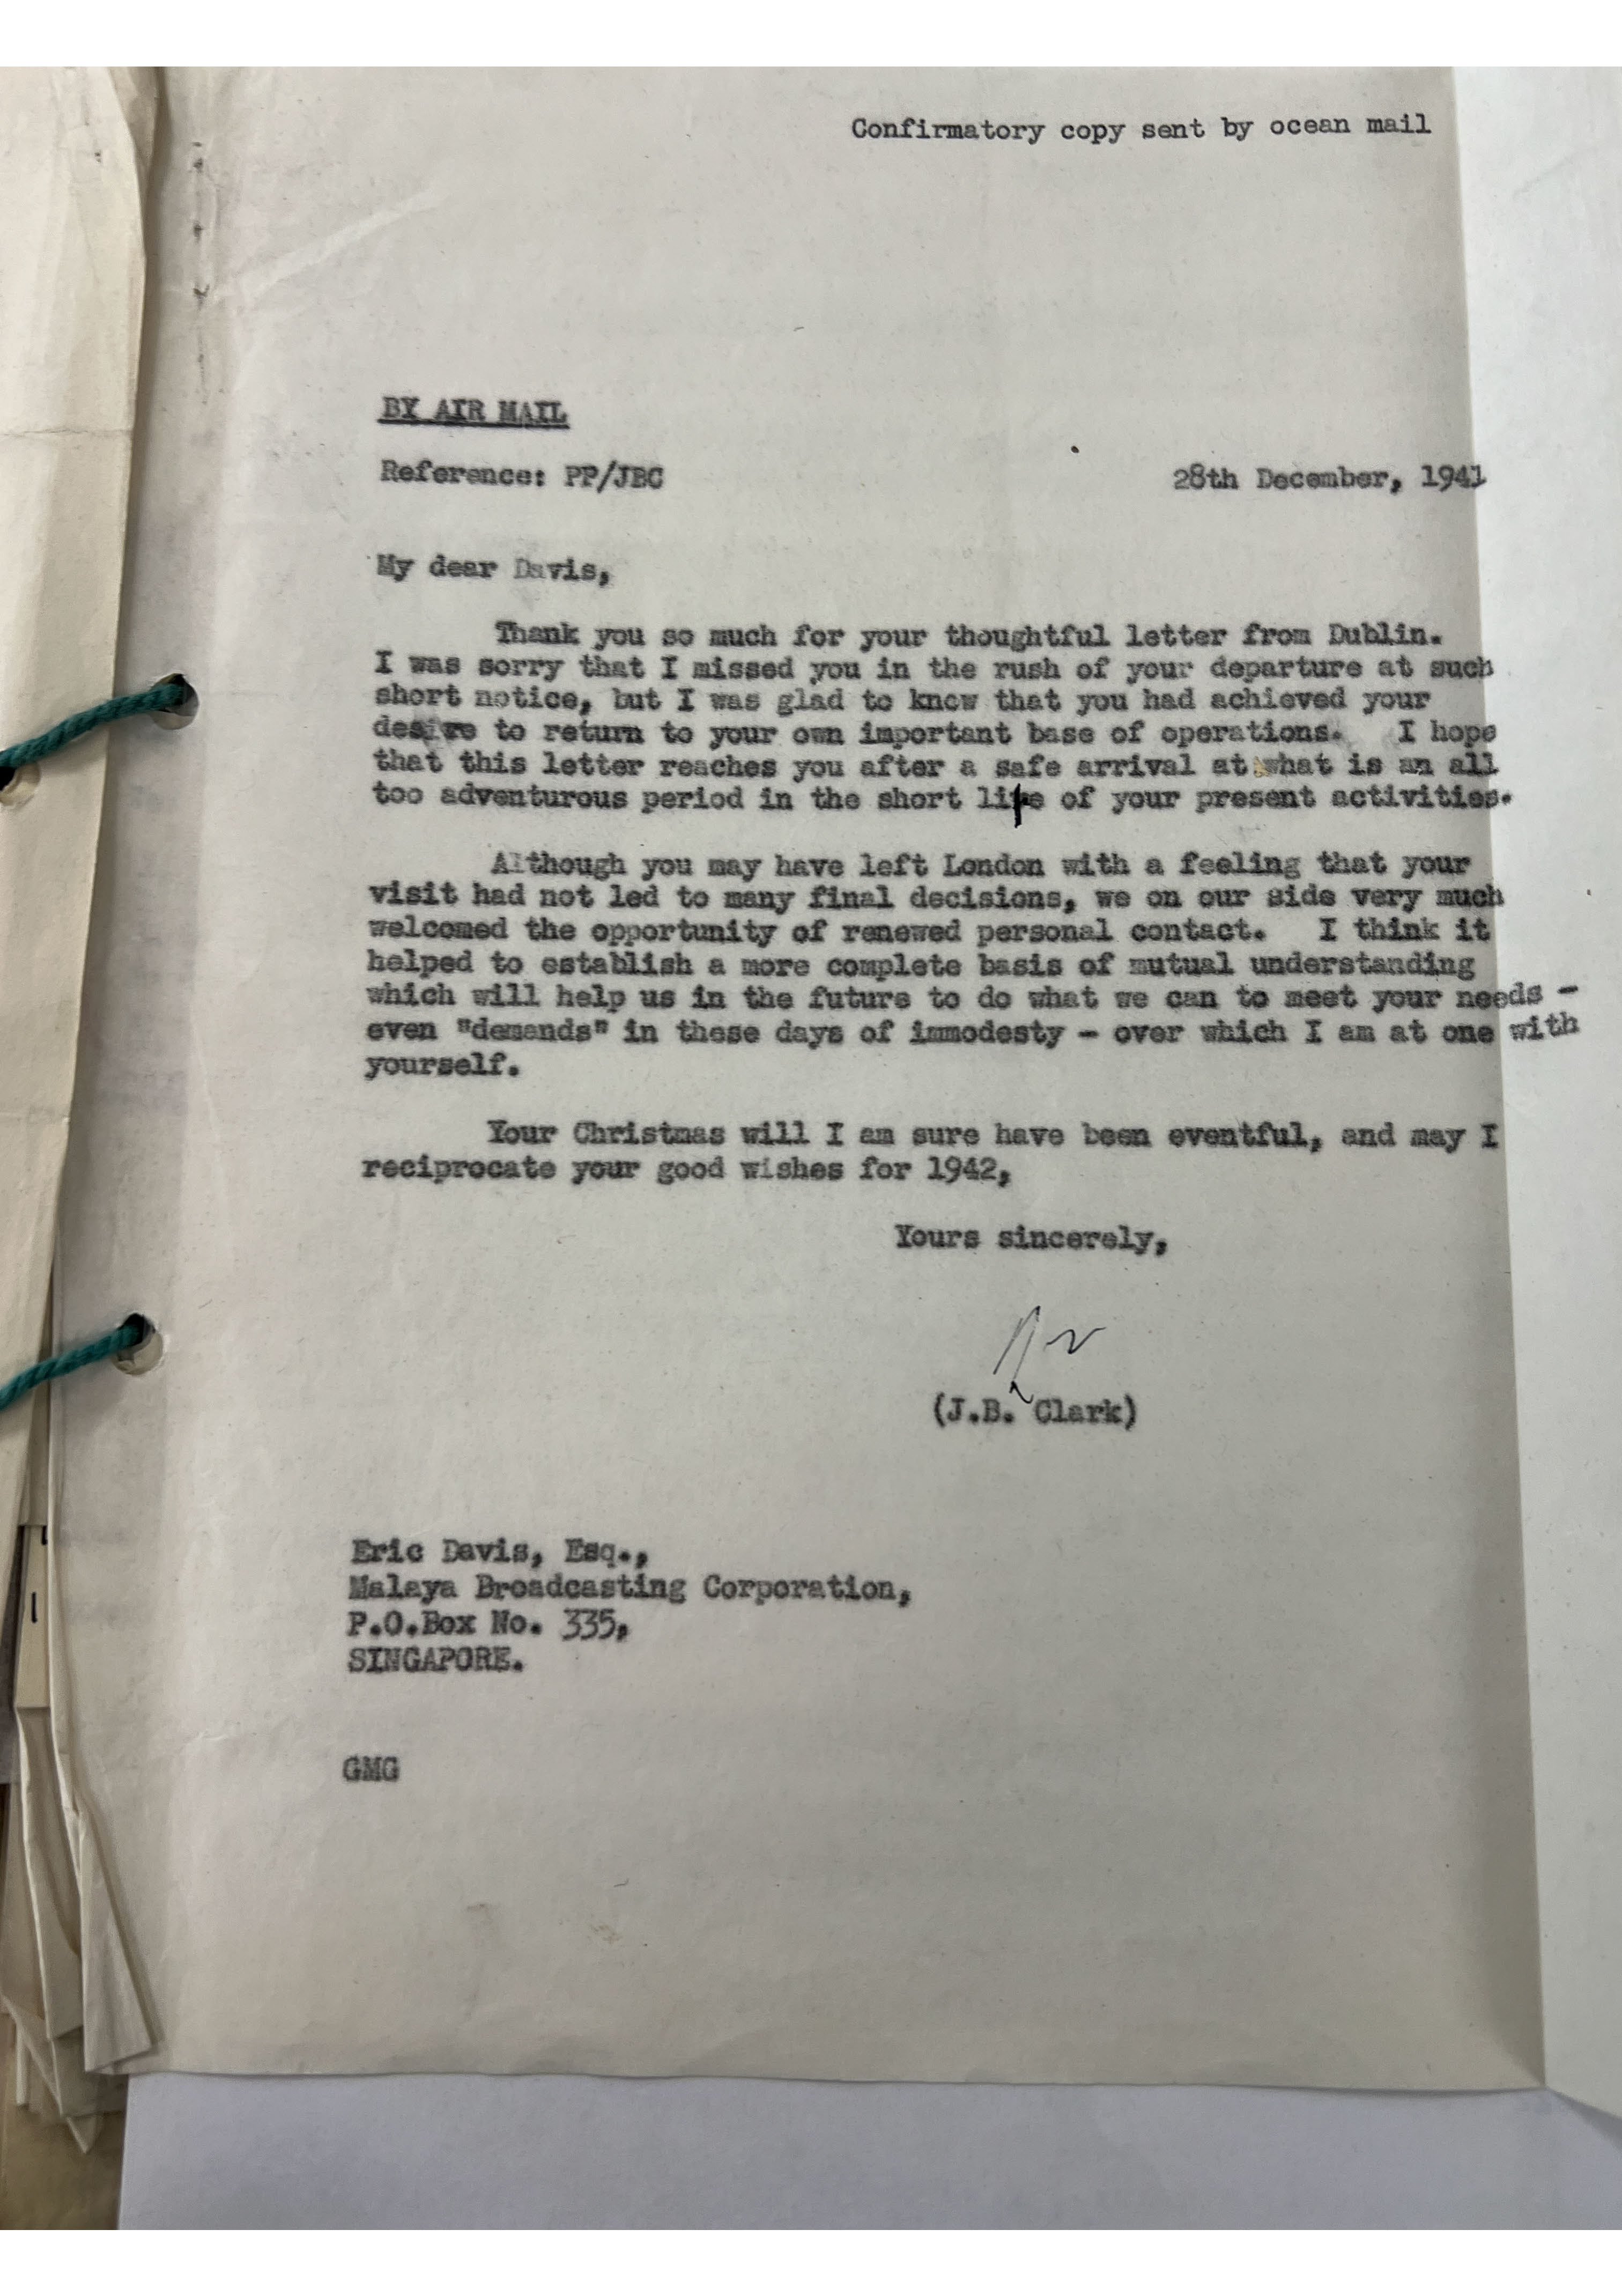 Confirmatory copy sent by ocean mail
BY AIR MAIL
Reference: PP/JBC 28th December, 1941
My dear Davis,
Thank you so much for your thoughtful letter from Dublin.
I was sorry that I missed you in the rush of your departure at such
short notice, but I was glad to know that you had achieved your
desire to return to your own important base of operations. I hope
that this letter reaches you after a safe arrival at what is an all
too adventurous period in the short life of your present activities.
Although you may have left London with a feeling that your
visit had not led to many final decisions, we on our side very much
welcomed the opportunity of renewed personal contact. I think it
helped to establish a more complete basis of mutual understanding
which will help us in the future to do what we can to meet your needs -
even "demands" in these days of immodesty - over which I am at one with
yourself.
Your Christmas will I am sure have been eventful, and may I
reciprocate your good wishes for 1942,
Yours sincerely,
(J.B. Clark)
Eric Davis, Esq.,
Malaya Broadcasting Corporation,
P.O.Box No. 335,
SINGAPORE.
GMG